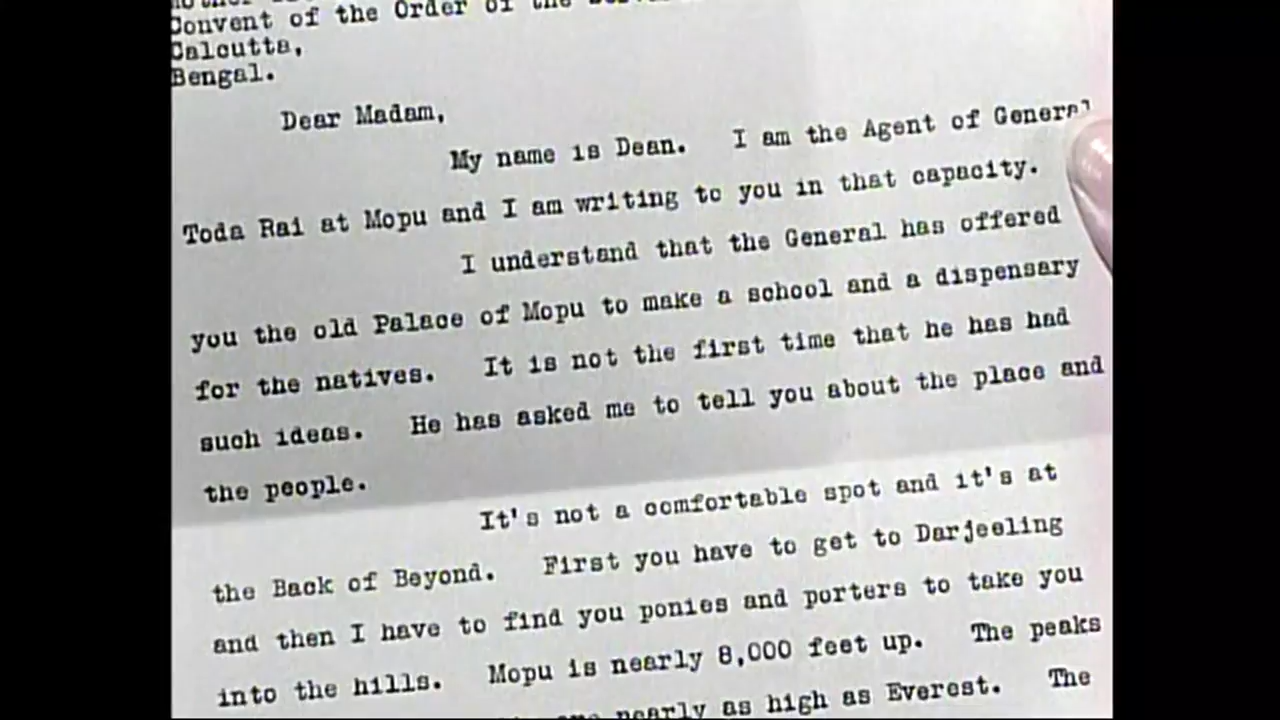 Convent of the Order of the
Calcutta,
Bengal.
Dear Madam,
My name is Dean. I am the Agent of General
Toda Rai at Mopu and I am writing to you in that capacity.
I understand that the General has offered
you the old Palace of Mopu to make a school and a dispensary
for the natives. It is not the first time that he has had
such ideas. He has asked me to tell you about the place and
the people.
It's not a comfortable spot and it's at
the Back of Beyond. First you have to get to Darjeeling
and then I have to find you ponies and porters to take you
into the hills. Mopu is nearly 8,000 feet up. The peaks
nearly as high as Everest. The